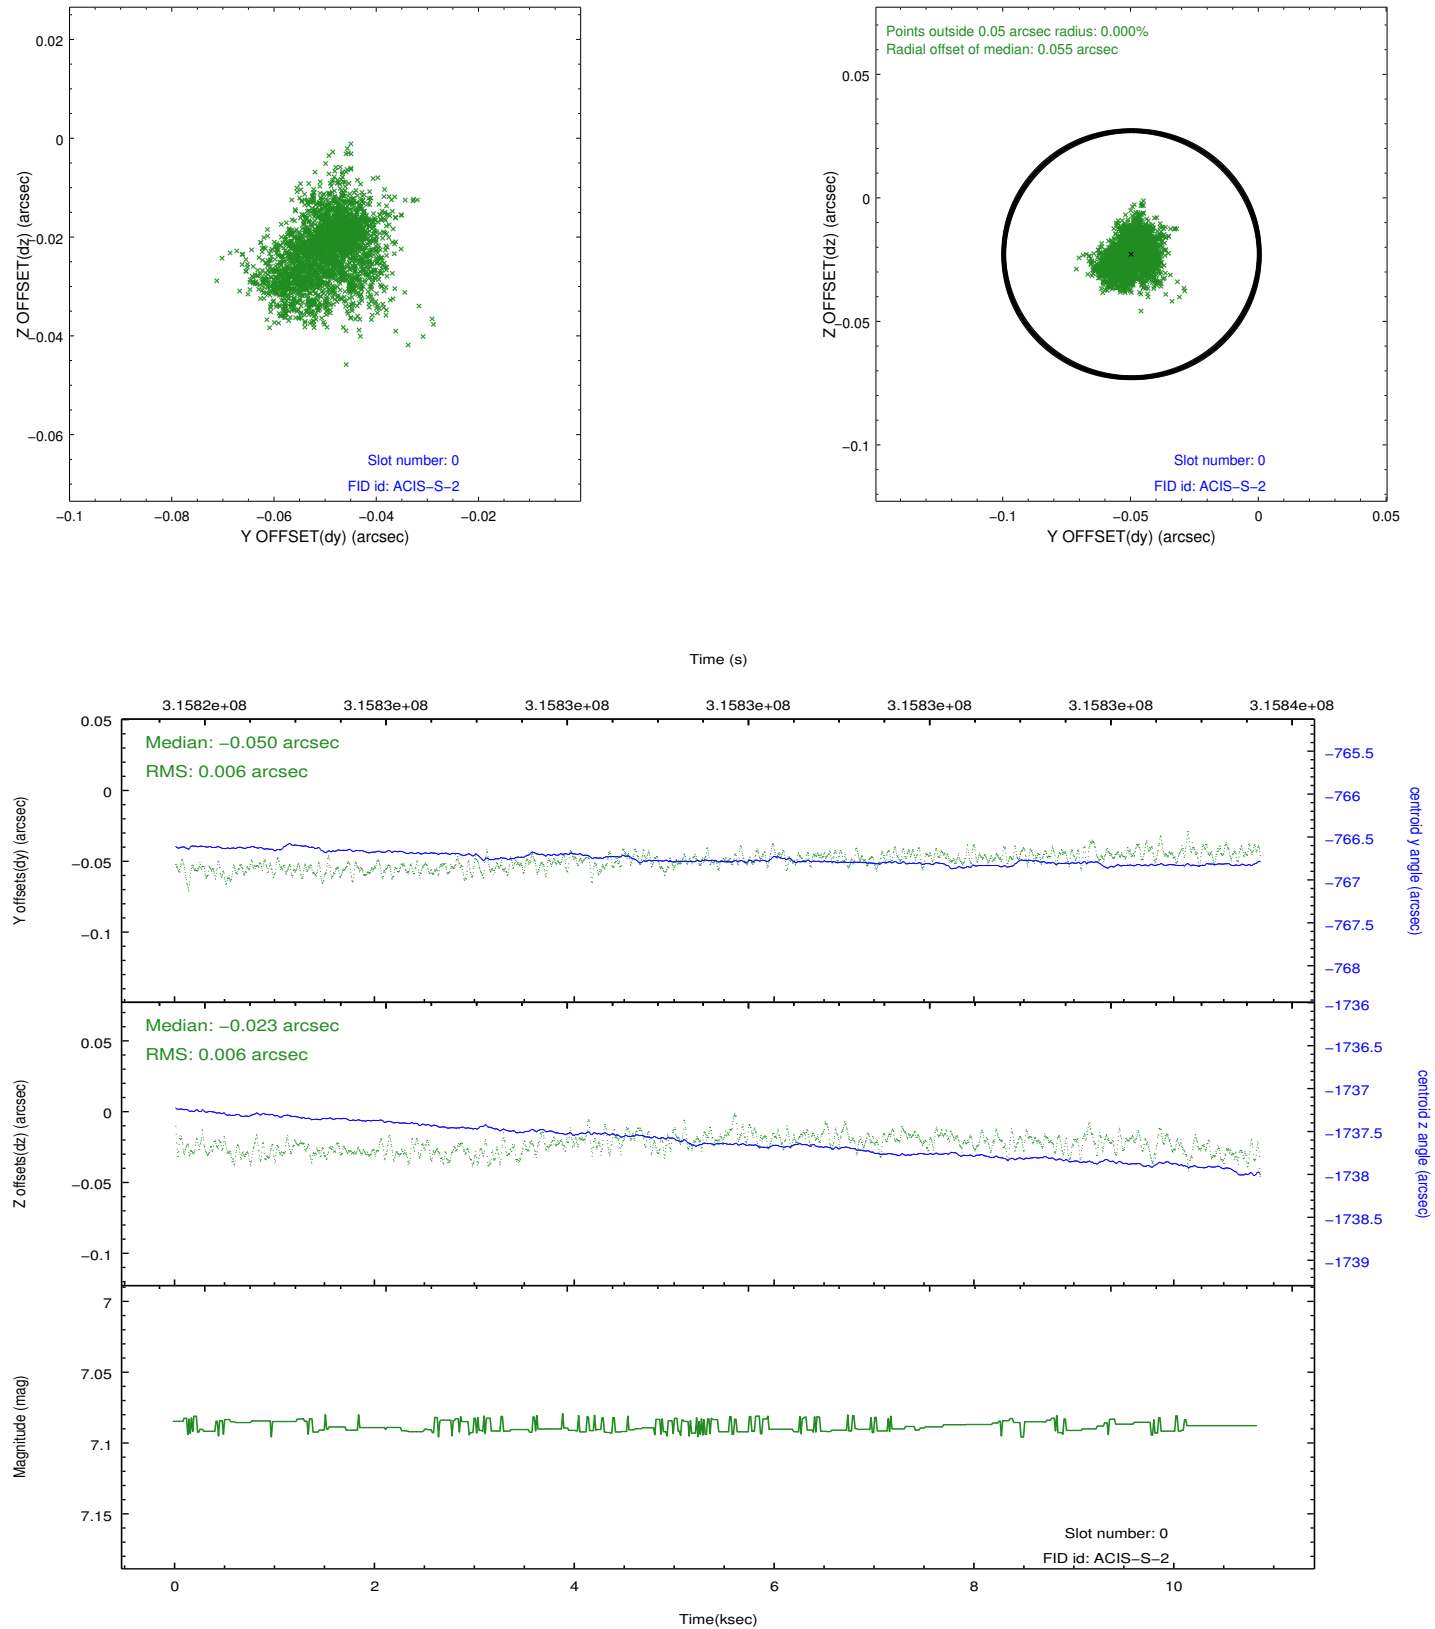 0.02
0
−0.02
−0.04
−0.06
Z OFFSET(dz) (arcsec)
Slot number: 0
FID id: ACIS−S−2
−0.1
−0.08
−0.06
−0.04
−0.02
Y OFFSET(dy) (arcsec)
Points outside 0.05 arcsec radius: 0.000%
Radial offset of median: 0.055 arcsec
0.05
0
−0.05
−0.1
Z OFFSET(dz) (arcsec)
Slot number: 0
FID id: ACIS−S−2
−0.1
−0.05
0
0.05
Y OFFSET(dy) (arcsec)
Time (s)
3.1582e+08
3.1583e+08
3.1583e+08
3.1583e+08
3.1583e+08
3.1583e+08
3.1584e+08
0.05
0
−0.05
−0.1
Y offsets(dy) (arcsec)
Median: −0.050 arcsec
RMS: 0.006 arcsec
−765.5
−766
−766.5
−767
−767.5
−768
centroid y angle (arcsec)
0.05
0
−0.05
−0.1
Z offsets(dz) (arcsec)
Median: −0.023 arcsec
RMS: 0.006 arcsec
−1736
−1736.5
−1737
−1737.5
−1738
−1738.5
−1739
centroid z angle (arcsec)
7
7.05
7.1
7.15
Magnitude (mag)
Slot number: 0
FID id: ACIS−S−2
0
2
4
6
8
10
Time(ksec)